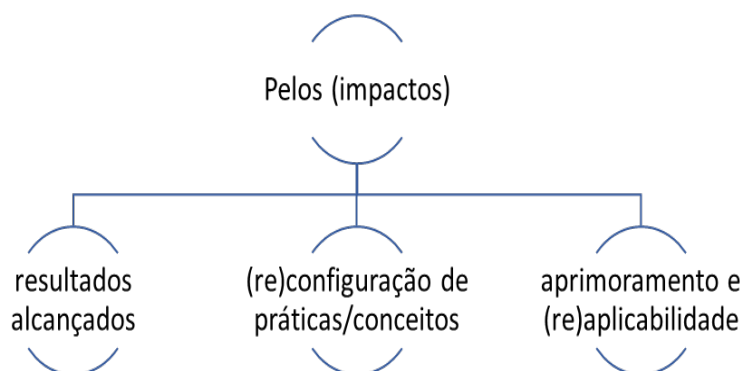 Pelos (impactos)
resultados
alcançados
(re)configuração de
práticas/conceitos
aprimoramento e
(re)aplicabilidade